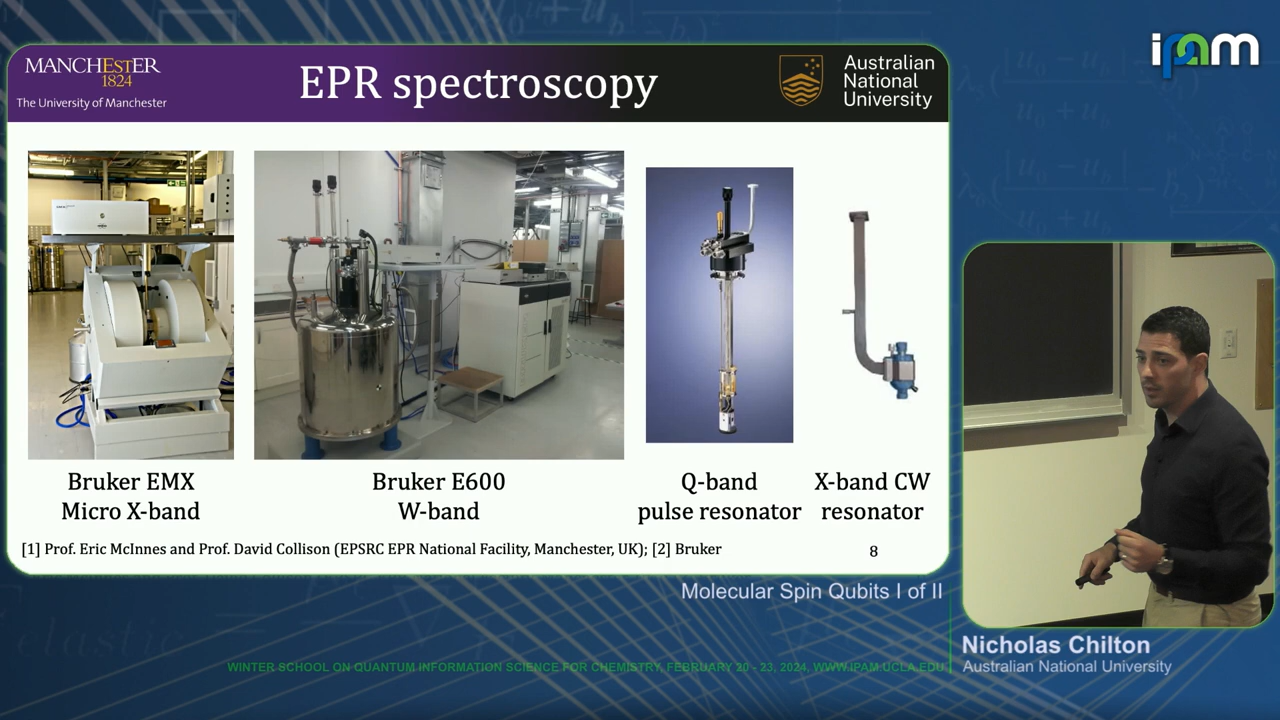 MANCHESTER
1824
The University of Manchester
EPR spectroscopy
Australian
National
University
ipam
Bruker EMX
Micro X-band
Bruker E600
W-band
Q-band
pulse resonator
X-band CW
resonator
[1] Prof. Eric McInnes and Prof. David Collison (EPSRC EPR National Facility, Manchester, UK); [2] Bruker
8
Molecular Spin Qubits I of II
Nicholas Chilton
Australian National University
WINTER SCHOOL ON QUANTUM INFORMATION SCIENCE FOR CHEMISTRY, FEBRUARY 20 - 23, 2024, WWW.IPAM.UCLA.EDU
elastic